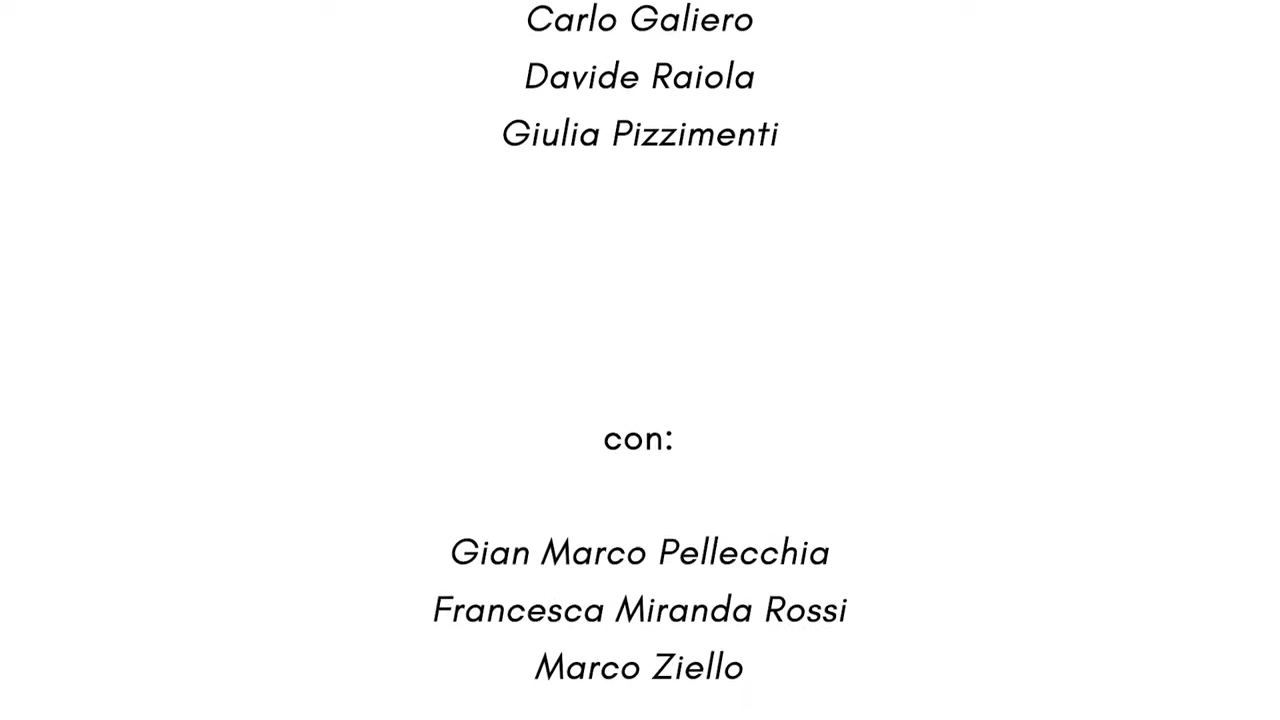 Carlo Galiero
Davide Raiola
Giulia Pizzimenti
con:
Gian Marco Pellecchia
Francesca Miranda Rossi
Marco Ziello